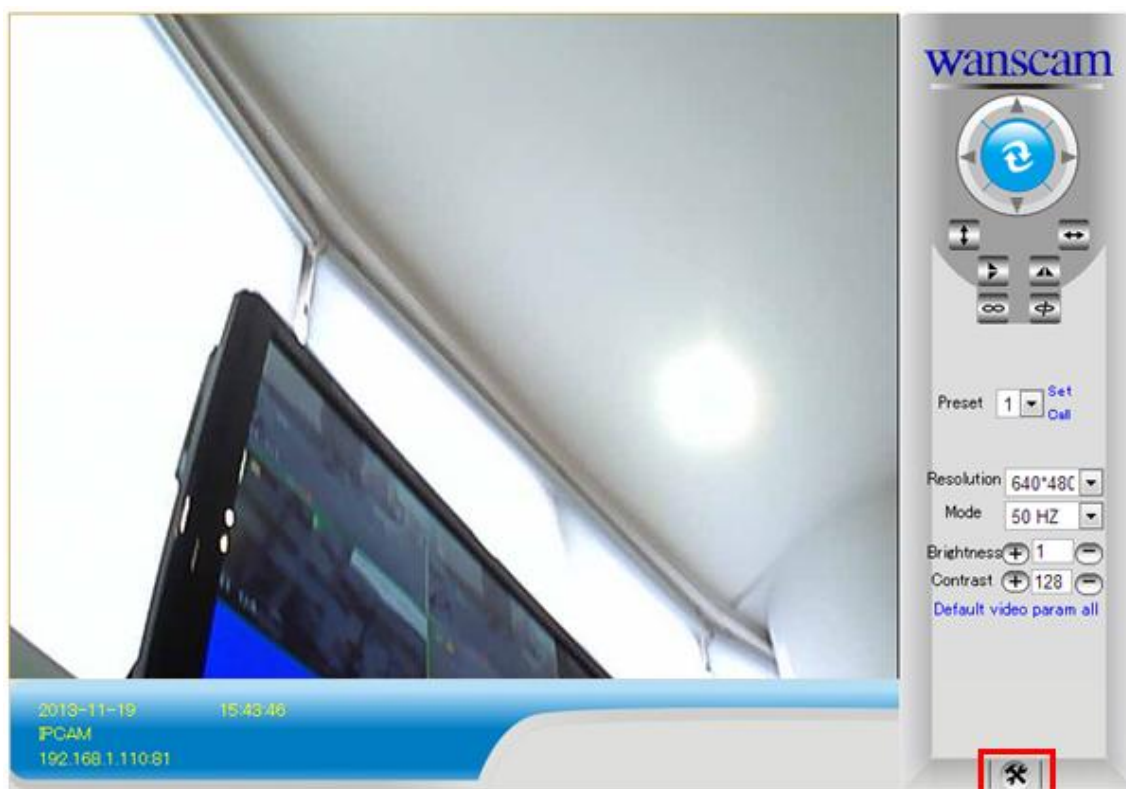 wanscam
Preset 1 Set
Call
Resolution 640*480
Mode 50 HZ
Brightness 1
Contrast 128
Default video param all
2013-11-19 15:43:46
IPCAM
192.168.1.110:81